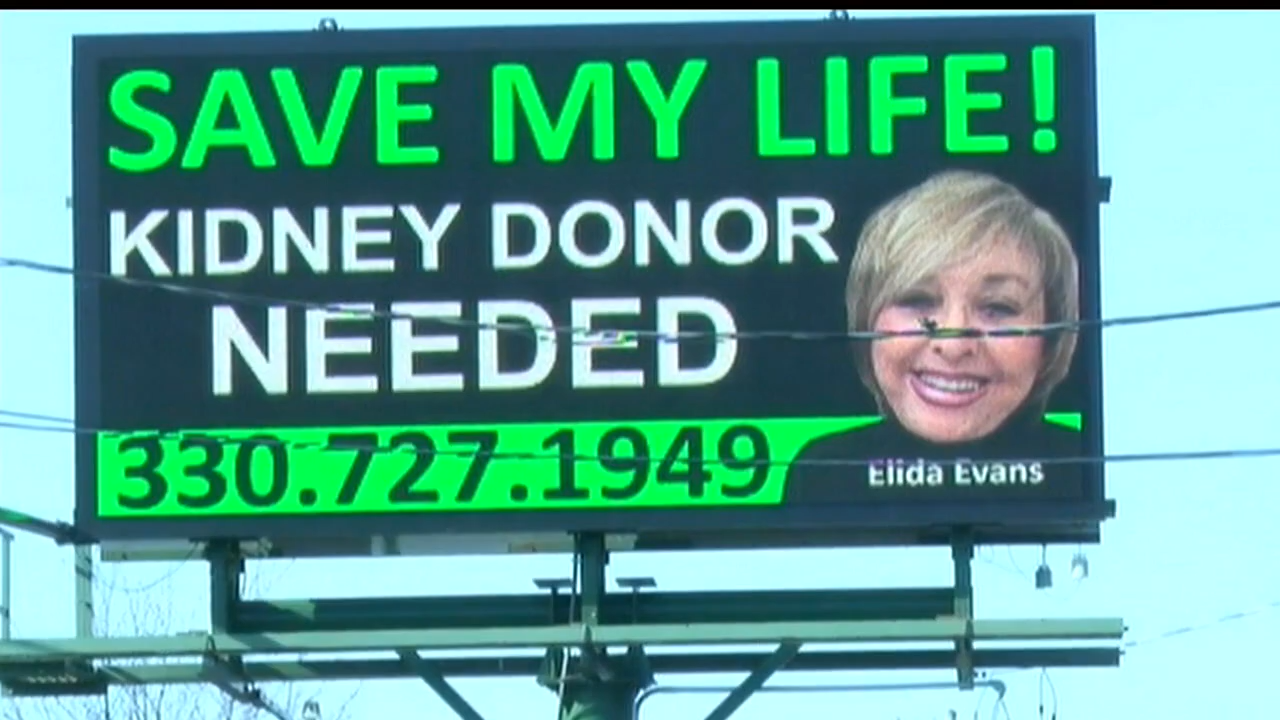 SAVE MY LIFE!
KIDNEY DONOR
NEEDED
330.727.1949
Elida Evans